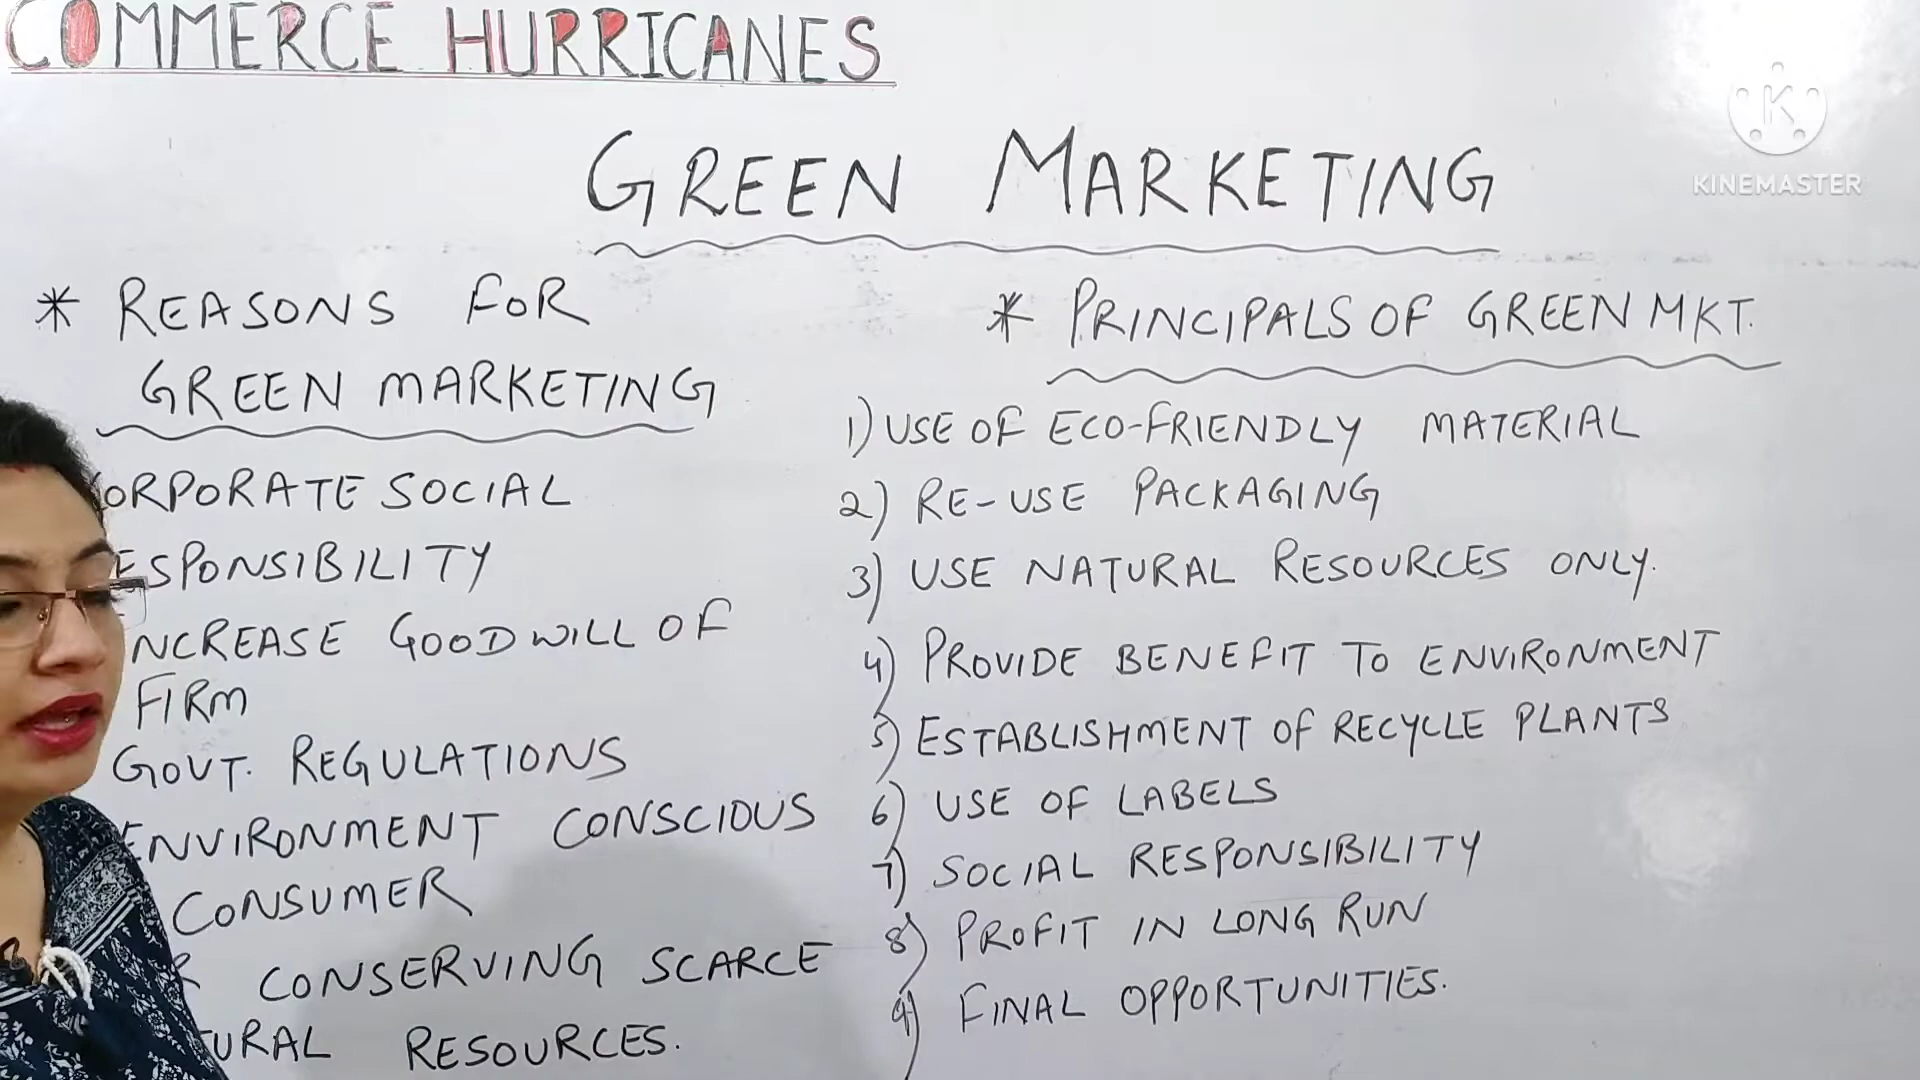 COMMERCE HURRICANES
KINEMASTER
GREEN MARKETING
* REASONS FOR
GREEN MARKETING
ORPORATE SOCIAL
ESPONSIBILITY
NCREASE GOODWILL OF
FIRM
GOVT. REGULATIONS
ENVIRONMENT CONSCIOUS
CONSUMER
R CONSERVING SCARCE
URAL RESOURCES.
* PRINCIPALS OF GREEN MKT.
1) USE OF ECO-FRIENDLY MATERIAL
2) RE-USE PACKAGING
3) USE NATURAL RESOURCES ONLY.
4) PROVIDE BENEFIT TO ENVIRONMENT
5) ESTABLISHMENT OF RECYCLE PLANTS
6) USE OF LABELS
7) SOCIAL RESPONSIBILITY
8) PROFIT IN LONG RUN
9) FINAL OPPORTUNITIES.